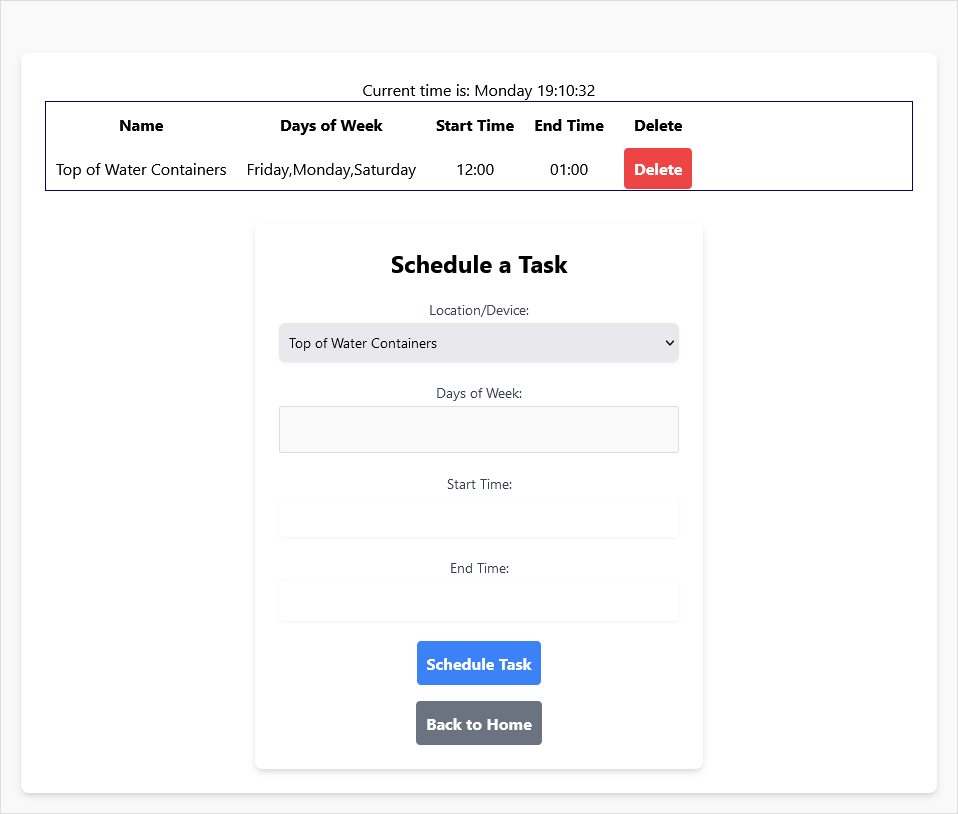 Current time is: Monday 19:10:32
Name Days of Week Start Time End Time Delete
Top of Water Containers Friday,Monday,Saturday 12:00 01:00 Delete
Schedule a Task
Location/Device:
Top of Water Containers
Days of Week:
Start Time:
End Time:
Schedule Task
Back to Home